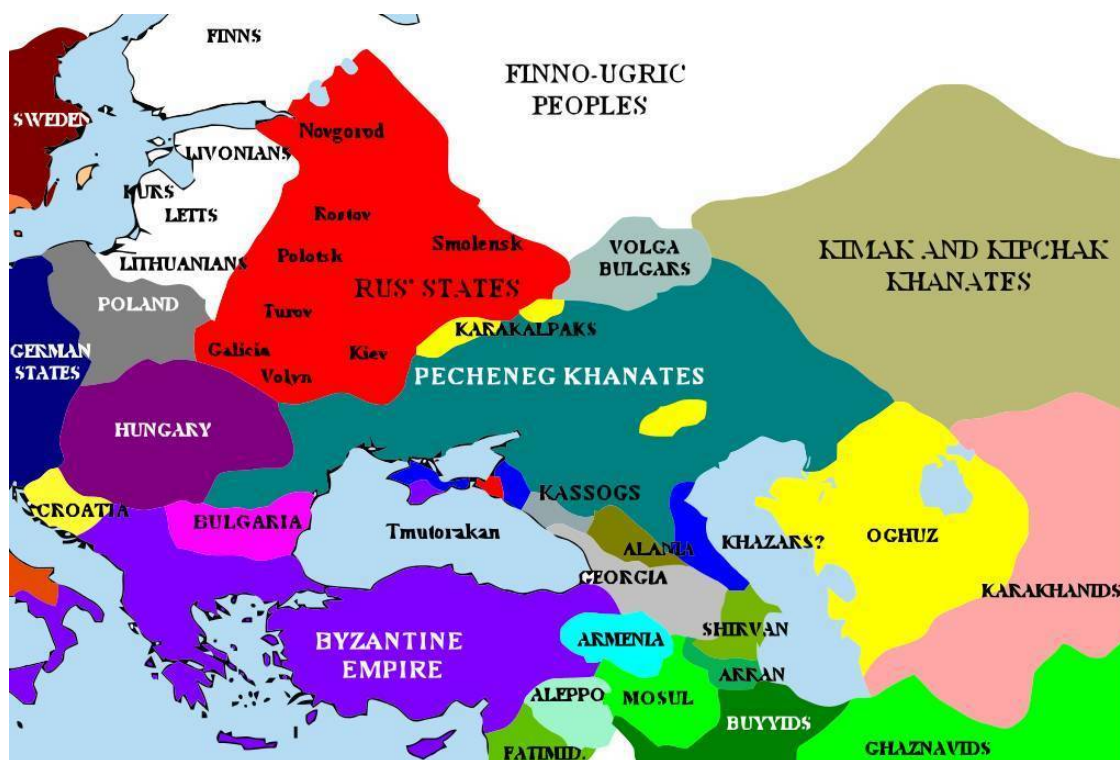 FINNS
FINNO-UGRIC
PEOPLES
SWEDEN
Novgorod
LIVONIANS
KURS
LETTS
Rostov
Smolensk
Polotsk
LITHUANIANS
VOLGA
BULGARS
KIMAK AND KIPCHAK
KHANATES
RUS' STATES
POLAND
Turov
KARAKALPAKS
GERMAN
STATES
Galicia
Kiev
Volyn
PECHENEG KHANATES
HUNGARY
CROATIA
BULGARIA
Tmutorakan
KASSOGS
ALANIA
KHAZARS?
OGHUZ
GEORGIA
KARAKHANIDS
BYZANTINE
EMPIRE
ARMENIA
SHIRVAN
ARRAN
ALEPPO
MOSUL
BUYYIDS
FATIMID.
GHAZNAVIDS